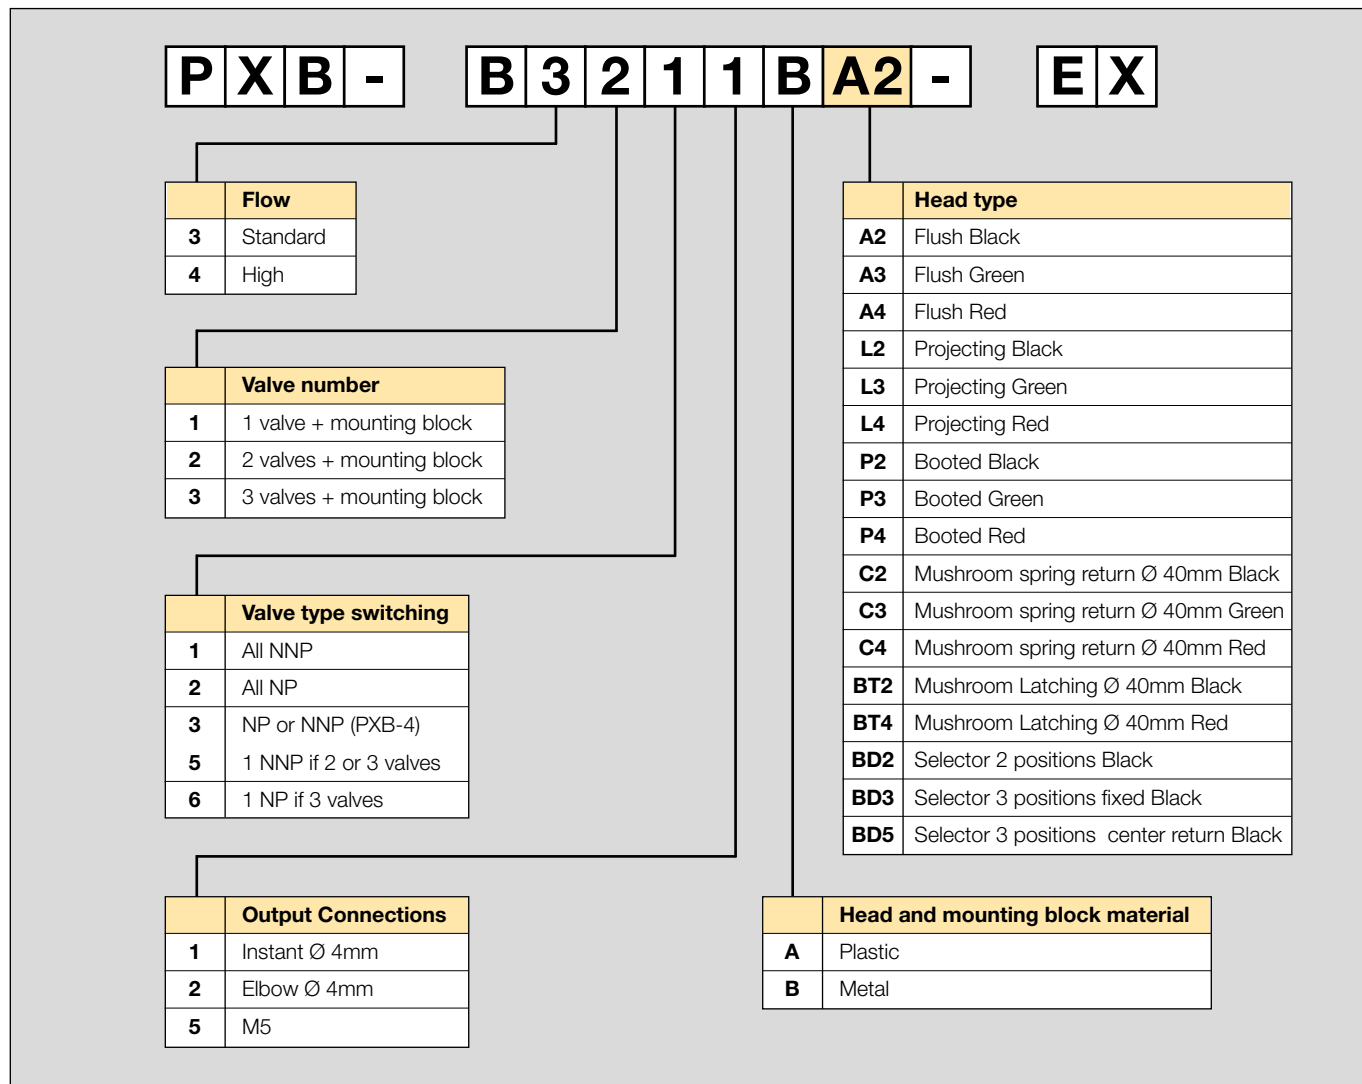 PXB- B3211BA2- EX
Flow
3 Standard
4 High
Valve number
1 1 valve + mounting block
2 2 valves + mounting block
3 3 valves + mounting block
Valve type switching
1 All NNP
2 All NP
3 NP or NNP (PXB-4)
5 1 NNP if 2 or 3 valves
6 1 NP if 3 valves
Output Connections
1 Instant Ø 4mm
2 Elbow Ø 4mm
5 M5
Head type
A2 Flush Black
A3 Flush Green
A4 Flush Red
L2 Projecting Black
L3 Projecting Green
L4 Projecting Red
P2 Booted Black
P3 Booted Green
P4 Booted Red
C2 Mushroom spring return Ø 40mm Black
C3 Mushroom spring return Ø 40mm Green
C4 Mushroom spring return Ø 40mm Red
BT2 Mushroom Latching Ø 40mm Black
BT4 Mushroom Latching Ø 40mm Red
BD2 Selector 2 positions Black
BD3 Selector 3 positions fixed Black
BD5 Selector 3 positions center return Black
Head and mounting block material
A Plastic
B Metal